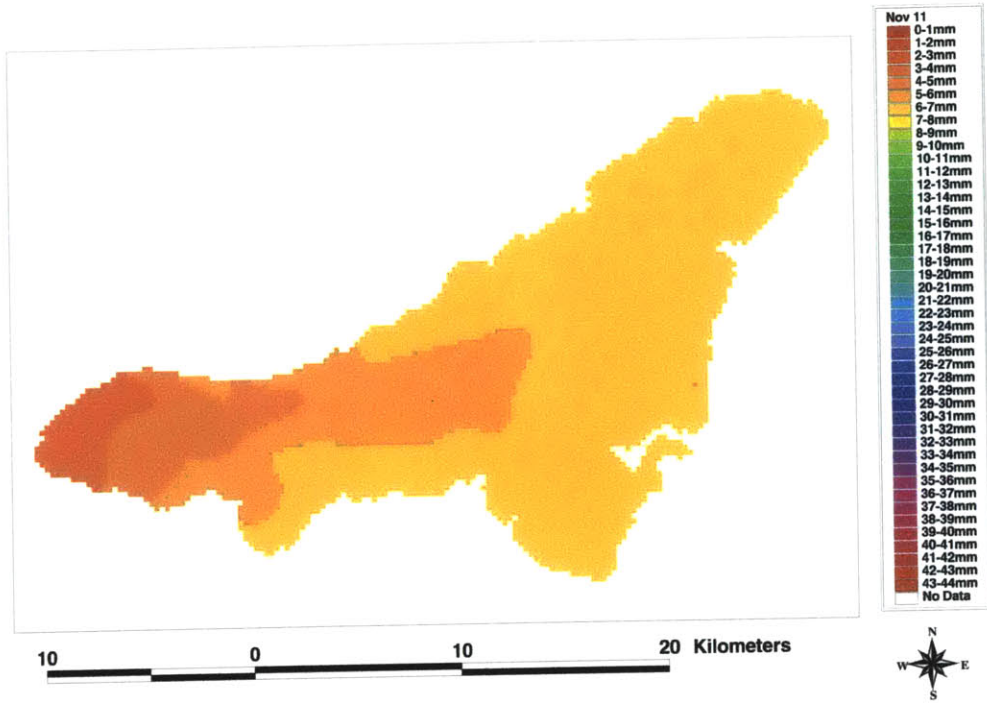 Nov 11
0-1mm
1-2mm
2-3mm
3-4mm
4-5mm
5-6mm
6-7mm
7-8mm
8-9mm
9-10mm
10-11mm
11-12mm
12-13mm
13-14mm
14-15mm
15-16mm
16-17mm
17-18mm
18-19mm
19-20mm
20-21mm
21-22mm
22-23mm
23-24mm
24-25mm
25-26mm
26-27mm
27-28mm
28-29mm
29-30mm
30-31mm
31-32mm
32-33mm
33-34mm
34-35mm
35-36mm
36-37mm
37-38mm
38-39mm
39-40mm
40-41mm
41-42mm
42-43mm
43-44mm
No Data
10 0 10 20 Kilometers
N
W E
S